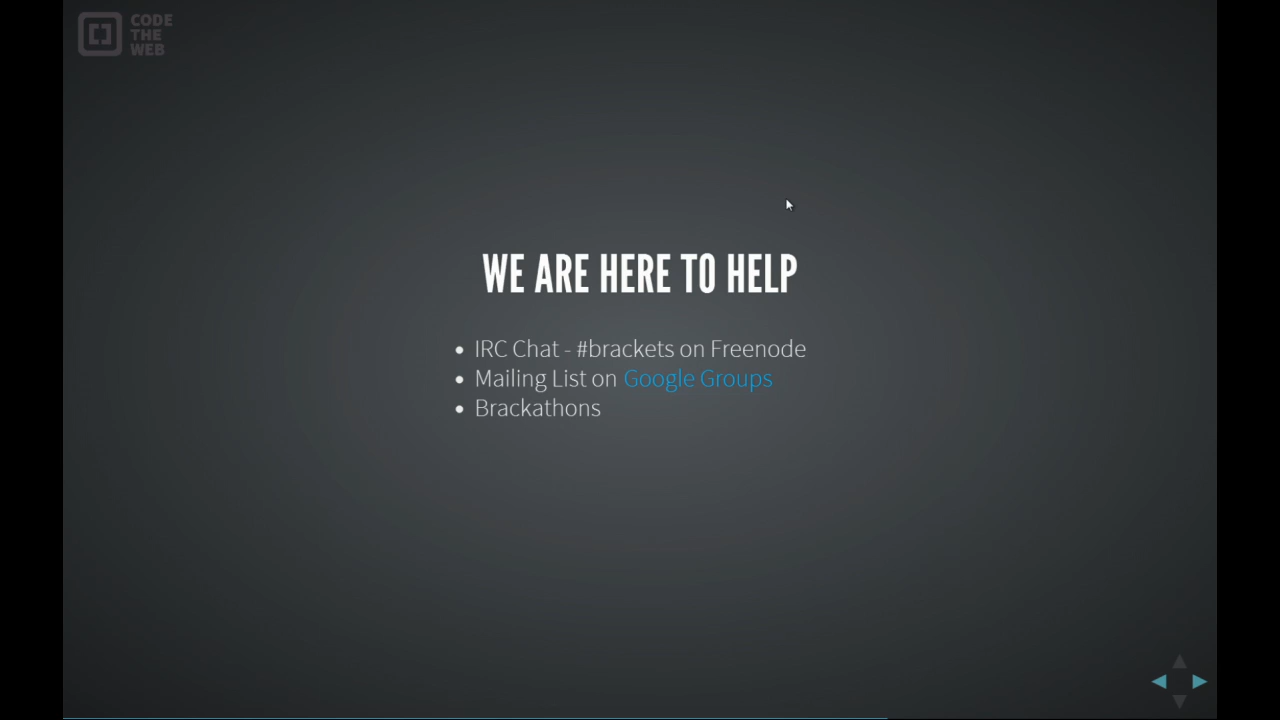 CODE
THE
WEB
WE ARE HERE TO HELP
IRC Chat - #brackets on Freenode
Mailing List on Google Groups
Brackathons